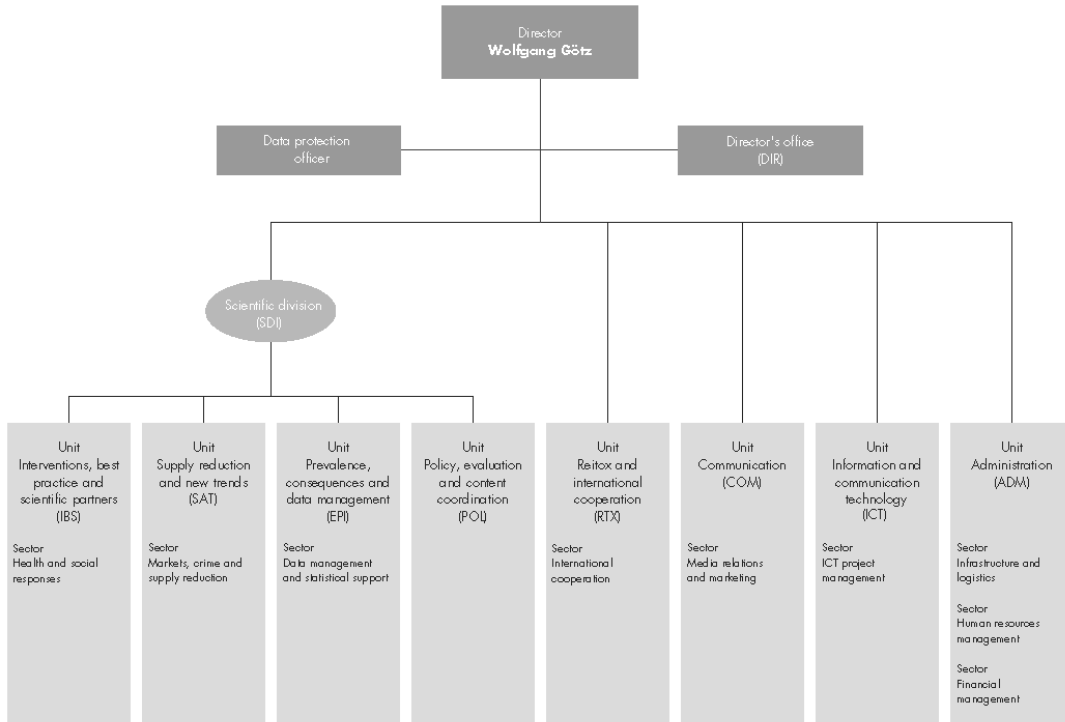 Director
Wolfgang Götz
Data protection
officer
Director's office
(DIR)
Scientific division
(SDI)
Unit
Interventions, best
practice and
scientific partners
(IBS)
Sector
Health and social
responses
Unit
Supply reduction
and new trends
(SAT)
Sector
Markets, crime and
supply reduction
Unit
Prevalence,
consequences and
data management
(EPI)
Sector
Data management
and statistical support
Unit
Policy, evaluation
and content
coordination
(POL)
Unit
Reitox and
international
cooperation
(RTX)
Sector
International
cooperation
Unit
Communication
(COM)
Sector
Media relations
and marketing
Unit
Information and
communication
technology
(ICT)
Sector
ICT project
management
Unit
Administration
(ADM)
Sector
Infrastructure and
logistics
Sector
Human resources
management
Sector
Financial
management